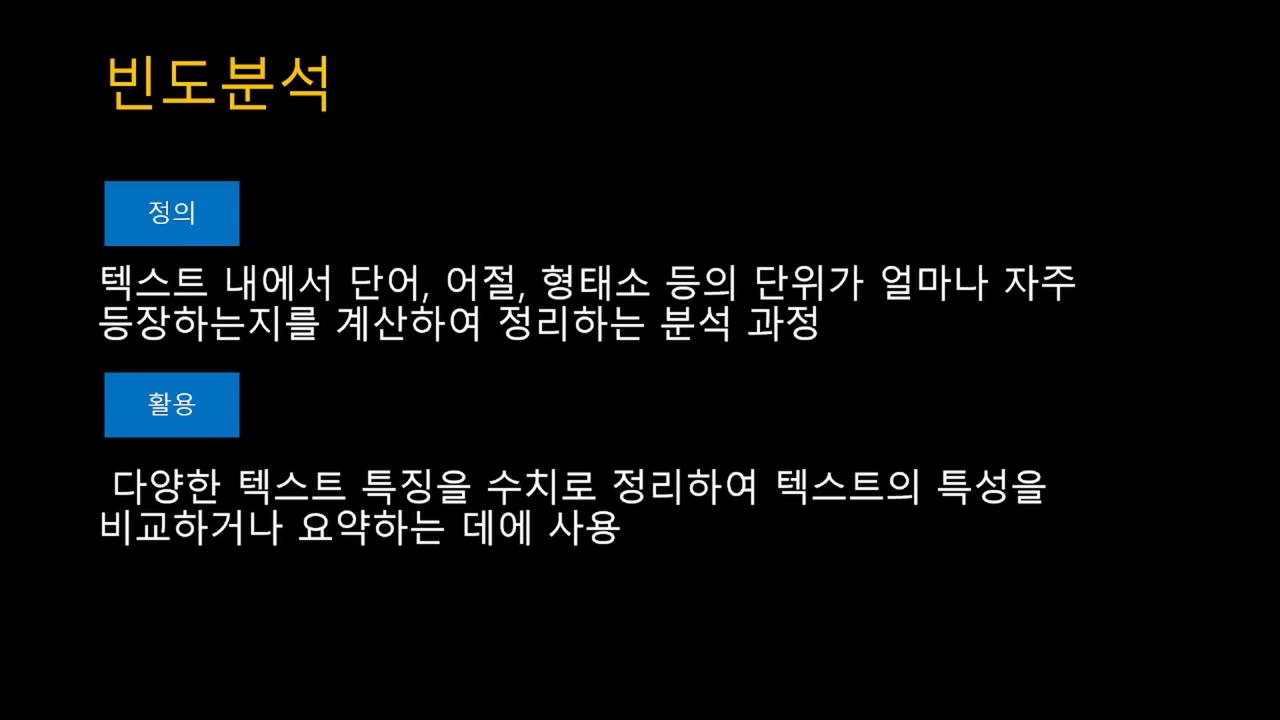 빈도분석
정의
텍스트 내에서 단어, 어절, 형태소 등의 단위가 얼마나 자주
등장하는지를 계산하여 정리하는 분석 과정
활용
다양한 텍스트 특징을 수치로 정리하여 텍스트의 특성을
비교하거나 요약하는 데에 사용